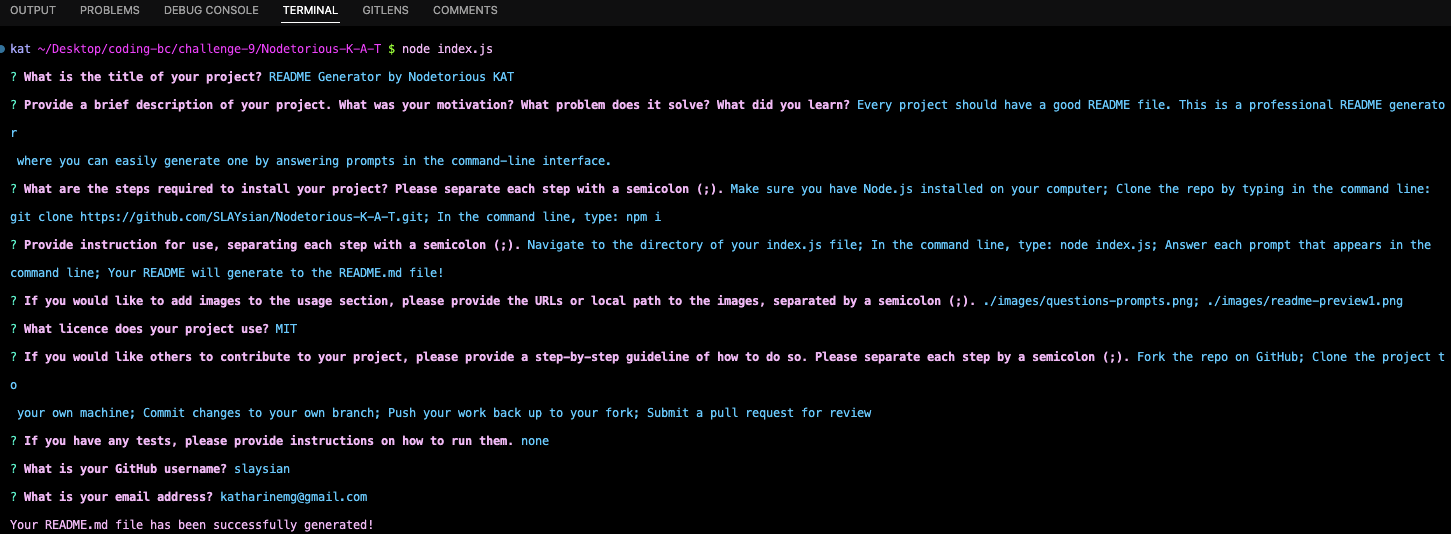 OUTPUT PROBLEMS DEBUG CONSOLE TERMINAL GITLENS COMMENTS
kat ~/Desktop/coding-bc/challenge-9/Nodetorious-K-A-T $ node index.js
? What is the title of your project? README Generator by Nodetorious KAT
? Provide a brief description of your project. What was your motivation? What problem does it solve? What did you learn? Every project should have a good README file. This is a professional README generato
r
where you can easily generate one by answering prompts in the command-line interface.
? What are the steps required to install your project? Please separate each step with a semicolon (;). Make sure you have Node.js installed on your computer; Clone the repo by typing in the command line:
git clone https://github.com/SLAYsian/Nodetorious-K-A-T.git; In the command line, type: npm i
? Provide instruction for use, separating each step with a semicolon (;). Navigate to the directory of your index.js file; In the command line, type: node index.js; Answer each prompt that appears in the
command line; Your README will generate to the README.md file!
? If you would like to add images to the usage section, please provide the URLs or local path to the images, separated by a semicolon (;). ./images/questions-prompts.png; ./images/readme-preview1.png
? What licence does your project use? MIT
? If you would like others to contribute to your project, please provide a step-by-step guideline of how to do so. Please separate each step by a semicolon (;). Fork the repo on GitHub; Clone the project t
o
your own machine; Commit changes to your own branch; Push your work back up to your fork; Submit a pull request for review
? If you have any tests, please provide instructions on how to run them. none
? What is your GitHub username? slaysian
? What is your email address? katharinemg@gmail.com
Your README.md file has been successfully generated!